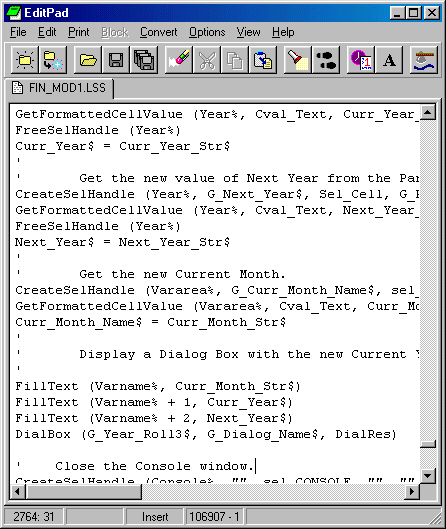 EditPad
File Edit Print Block Convert Options View Help
FIN_MOD1.LSS
GetFormattedCellValue (Year%, Cval_Text, Curr_Year_
FreeSelHandle (Year%)
Curr_Year$ = Curr_Year_Str$
'
' Get the new value of Next Year from the Par
CreateSelHandle (Year%, G_Next_Year$, Sel_Cell, G_
GetFormattedCellValue (Year%, Cval_Text, Next_Year_
FreeSelHandle (Year%)
Next_Year$ = Next_Year_Str$
'
' Get the new Current Month.
CreateSelHandle (Vararea%, G_Curr_Month_Name$, sel_
GetFormattedCellValue (Vararea%, Cval_Text, Curr_Mo
Curr_Month_Name$ = Curr_Month_Str$
'
' Display a Dialog Box with the new Current Y
'
FillText (Varname%, Curr_Month_Str$)
FillText (Varname% + 1, Curr_Year$)
FillText (Varname% + 2, Next_Year$)
DialBox (G_Year_Roll3$, G_Dialog_Name$, DialRes)
' Close the Console window.
CreateSelHandle (Console%, "", sel_CONSOLE, "", ""
2764: 31 Insert 106907 - 1